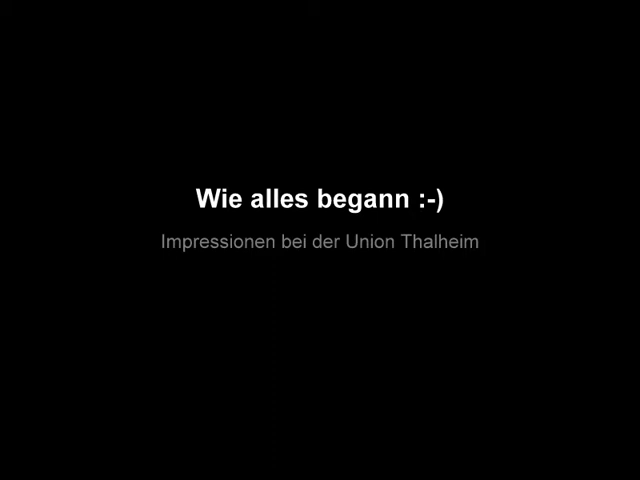 Wie alles begann :-)
Impressionen bei der Union Thalheim